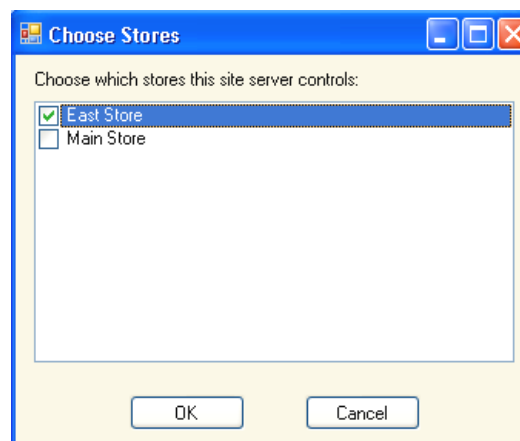 Choose Stores
Choose which stores this site server controls:
East Store
Main Store
OK
Cancel